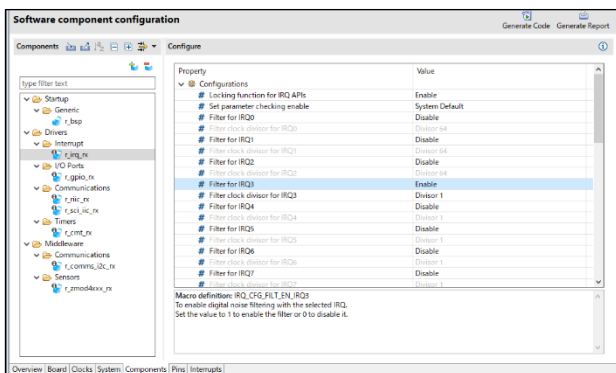 Software component configuration
Generate Code Generate Report
Components
Configure
type filter text
Startup
Generic
r_bsp
Drivers
Interrupt
r_irq_rx
I/O Ports
r_gpio_rx
Communications
r_riic_rx
r_sci_iic_rx
Timers
r_cmt_rx
Middleware
Communications
r_comms_i2c_rx
Sensors
r_zmod4xxx_rx
Property Value
Configurations
# Locking function for IRQ APIs Enable
# Set parameter checking enable System Default
# Filter for IRQ0 Disable
# Filter clock divisor for IRQ0 Divisor 64
# Filter for IRQ1 Disable
# Filter clock divisor for IRQ1 Divisor 64
# Filter for IRQ2 Disable
# Filter clock divisor for IRQ2 Divisor 64
# Filter for IRQ3 Enable
# Filter clock divisor for IRQ3 Divisor 1
# Filter for IRQ4 Disable
# Filter clock divisor for IRQ4 Divisor 1
# Filter for IRQ5 Disable
# Filter clock divisor for IRQ5 Divisor 1
# Filter for IRQ6 Disable
# Filter clock divisor for IRQ6 Divisor 1
# Filter for IRQ7 Disable
# Filter clock divisor for IRQ7 Divisor 1
Macro definition: IRQ_CFG_FILT_EN_IRQ3
To enable digital noise filtering with the selected IRQ.
Set the value to 1 to enable the filter or 0 to disable it.
Overview Board Clocks System Components Pins Interrupts